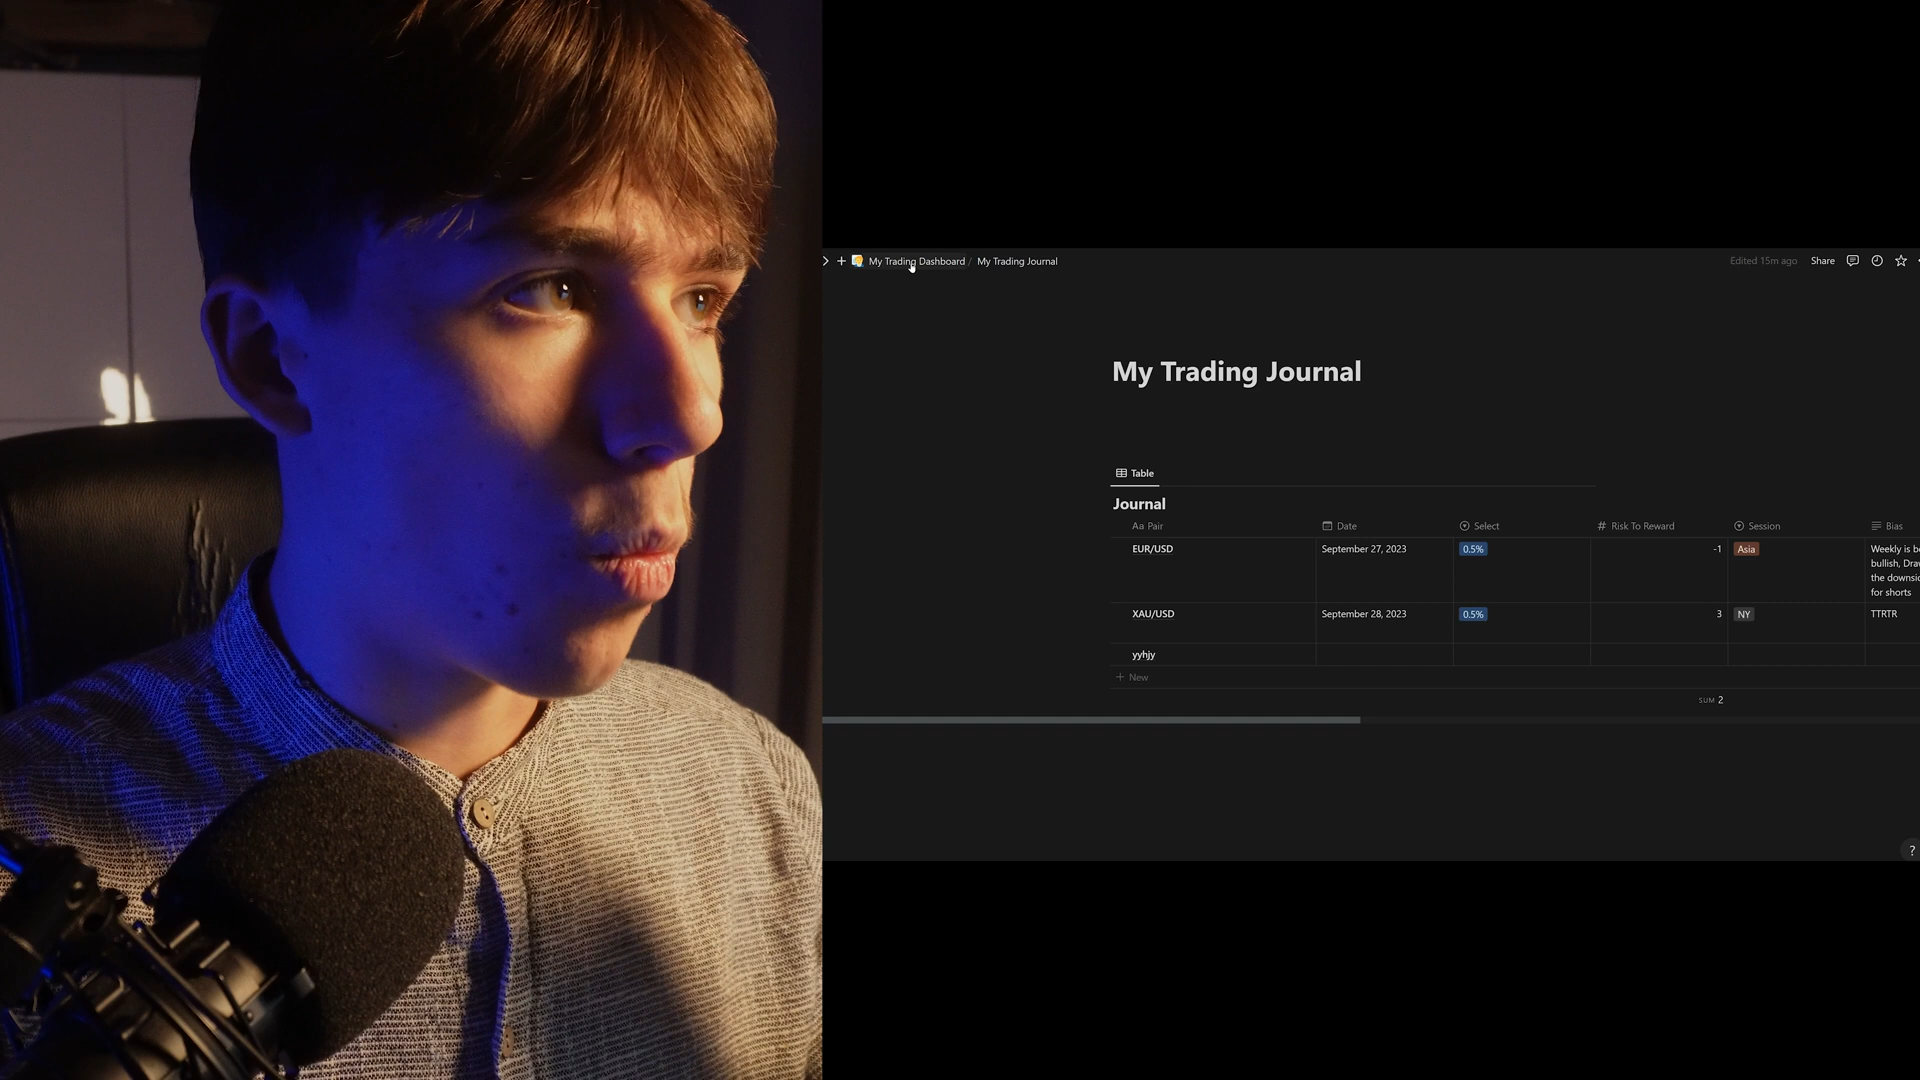 My Trading Dashboard / My Trading Journal
Edited 15m ago Share
My Trading Journal
Table
Journal
Aa Pair Date Select # Risk To Reward Session Bias
EUR/USD September 27, 2023 0.5% -1 Asia Weekly is
bullish,
the
for shorts
XAU/USD September 28, 2023 0.5% 3 NY TTRTR
yyhjy
+ New
SUM 2
?